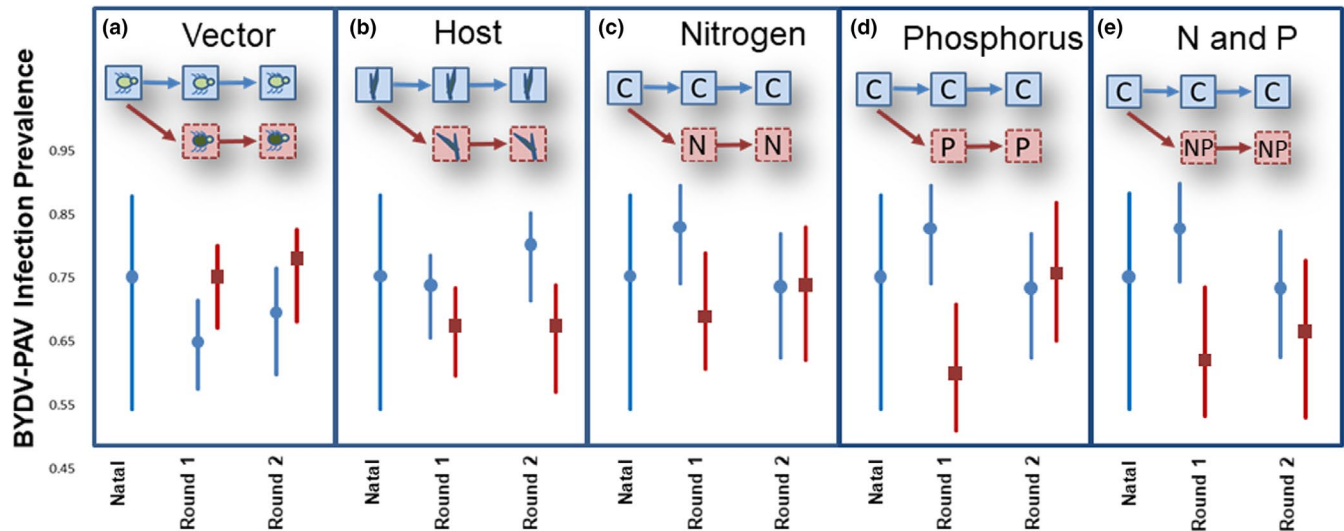 BYDV-PAV Infection Prevalence
0.95
0.85
0.75
0.65
0.55
0.45
(a) Vector
Natal
Round 1
Round 2
(b) Host
Natal
Round 1
Round 2
(c) Nitrogen
C C C
N N
Natal
Round 1
Round 2
(d) Phosphorus
C C C
P P
Natal
Round 1
Round 2
(e) N and P
C C C
NP NP
Natal
Round 1
Round 2